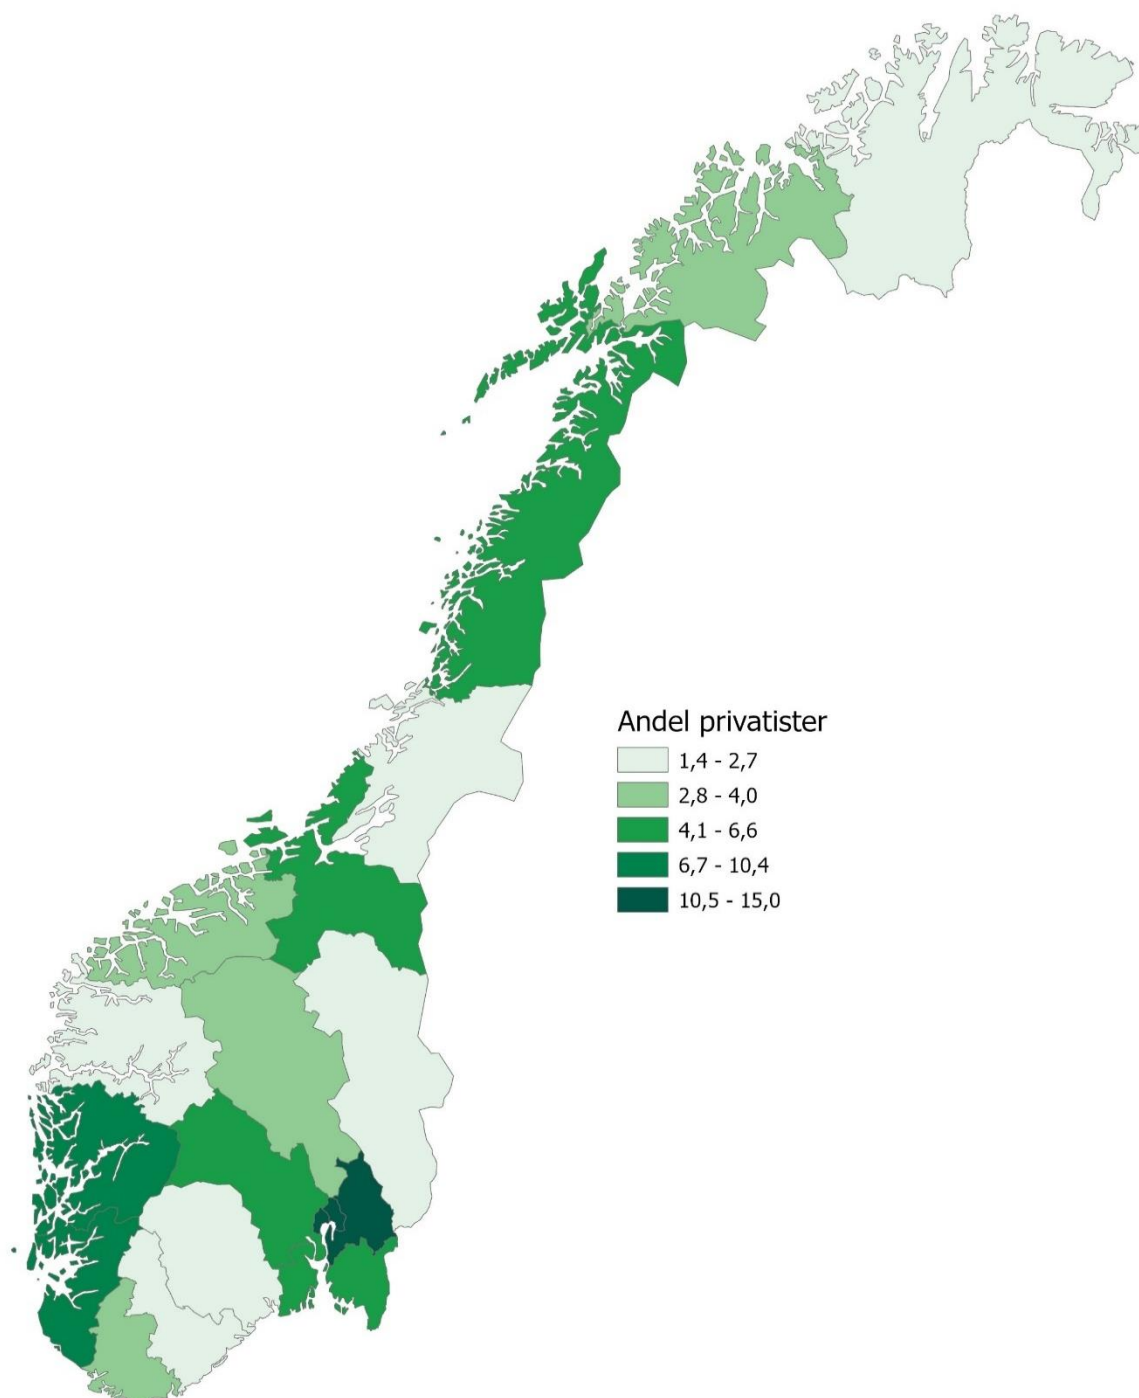 Andel privatister
1,4 - 2,7
2,8 - 4,0
4,1 - 6,6
6,7 - 10,4
10,5 - 15,0